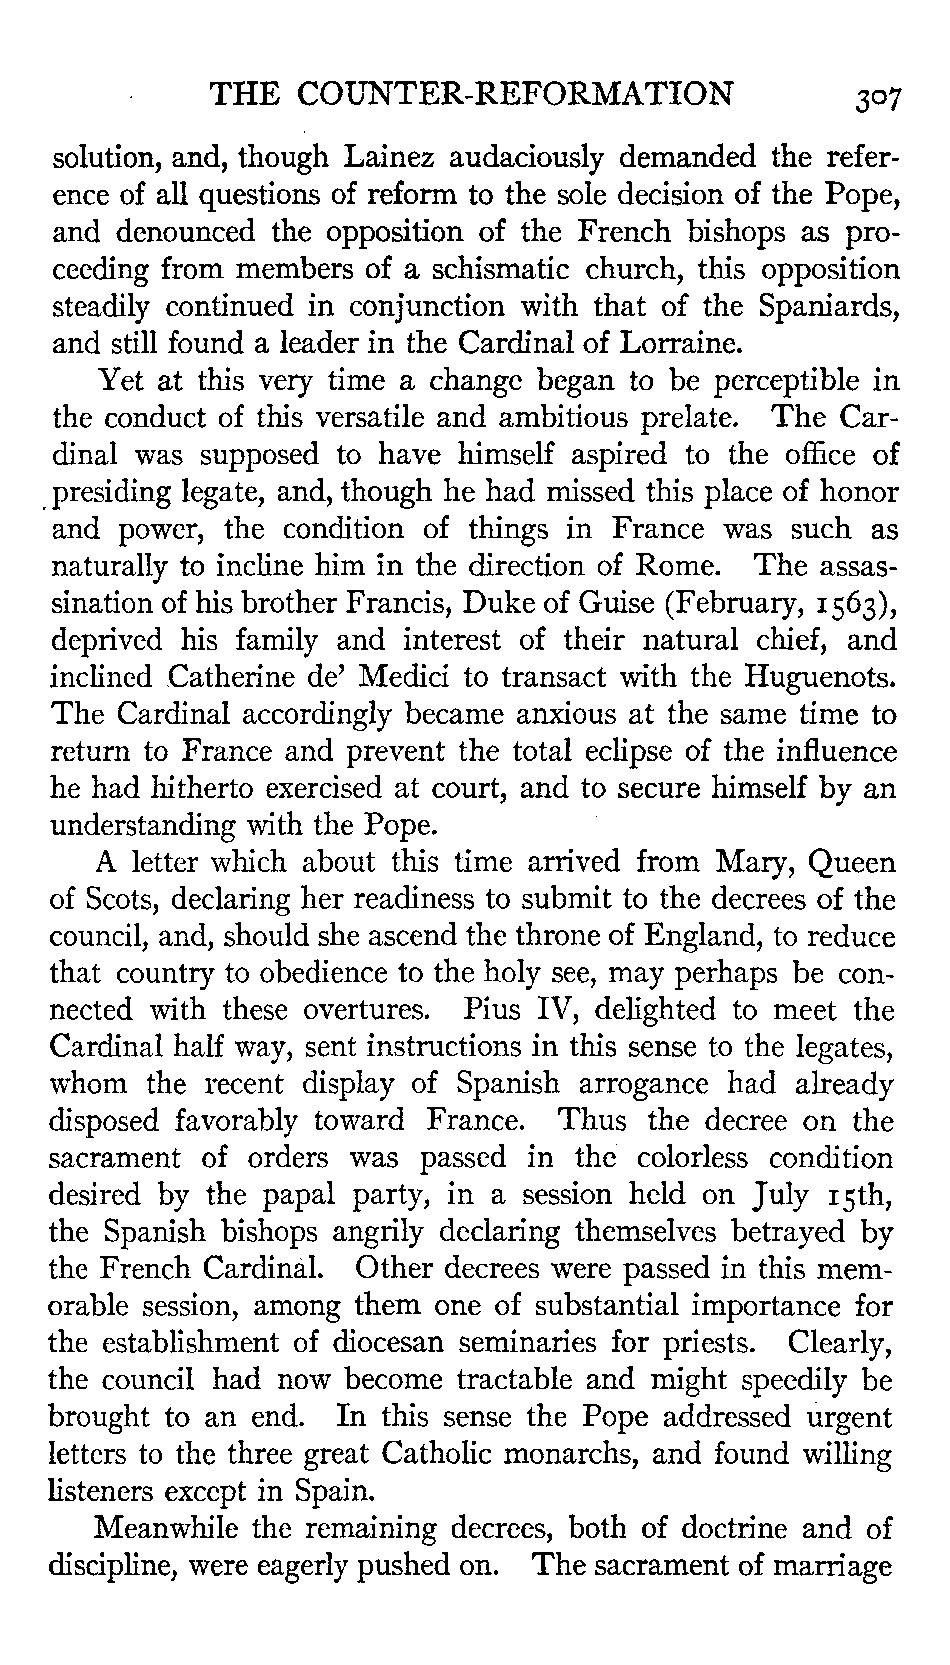 THE COUNTER-REFORMATION 307
solution, and, though Lainez audaciously demanded the refer-
ence of all questions of reform to the sole decision of the Pope,
and denounced the opposition of the French bishops as pro-
ceeding from members of a schismatic church, this opposition
steadily continued in conjunction with that of the Spaniards,
and still found a leader in the Cardinal of Lorraine.
Yet at this very time a change began to be perceptible in
the conduct of this versatile and ambitious prelate. The Car-
dinal was supposed to have himself aspired to the office of
presiding legate, and, though he had missed this place of honor
and power, the condition of things in France was such as
naturally to incline him in the direction of Rome. The assas-
sination of his brother Francis, Duke of Guise (February, 1563),
deprived his family and interest of their natural chief, and
inclined Catherine de' Medici to transact with the Huguenots.
The Cardinal accordingly became anxious at the same time to
return to France and prevent the total eclipse of the influence
he had hitherto exercised at court, and to secure himself by an
understanding with the Pope.
A letter which about this time arrived from Mary, Queen
of Scots, declaring her readiness to submit to the decrees of the
council, and, should she ascend the throne of England, to reduce
that country to obedience to the holy see, may perhaps be con-
nected with these overtures. Pius IV, delighted to meet the
Cardinal half way, sent instructions in this sense to the legates,
whom the recent display of Spanish arrogance had already
disposed favorably toward France. Thus the decree on the
sacrament of orders was passed in the colorless condition
desired by the papal party, in a session held on July 15th,
the Spanish bishops angrily declaring themselves betrayed by
the French Cardinal. Other decrees were passed in this mem-
orable session, among them one of substantial importance for
the establishment of diocesan seminaries for priests. Clearly,
the council had now become tractable and might speedily be
brought to an end. In this sense the Pope addressed urgent
letters to the three great Catholic monarchs, and found willing
listeners except in Spain.
Meanwhile the remaining decrees, both of doctrine and of
discipline, were eagerly pushed on. The sacrament of marriage